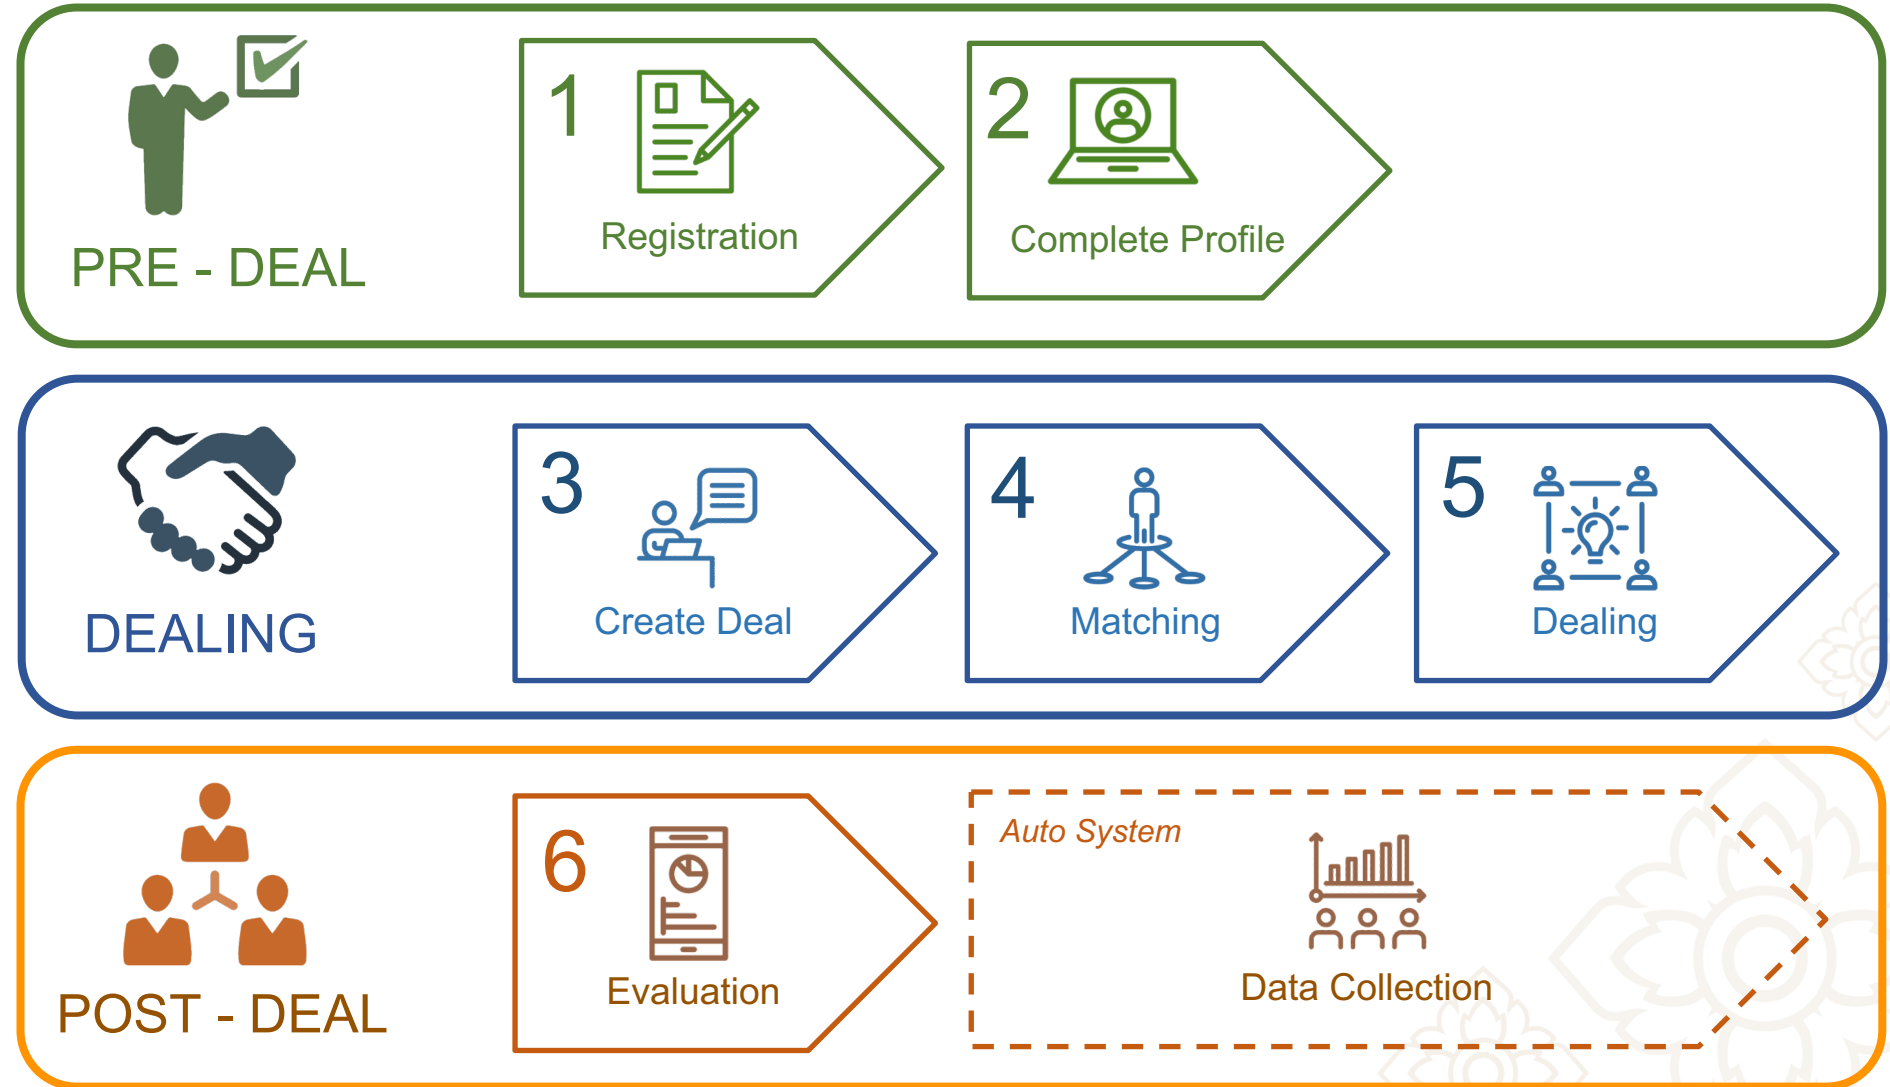 PRE - DEAL
1
Registration
2
Complete Profile
DEALING
3
Create Deal
4
Matching
5
Dealing
POST - DEAL
6
Evaluation
Auto System
Data Collection